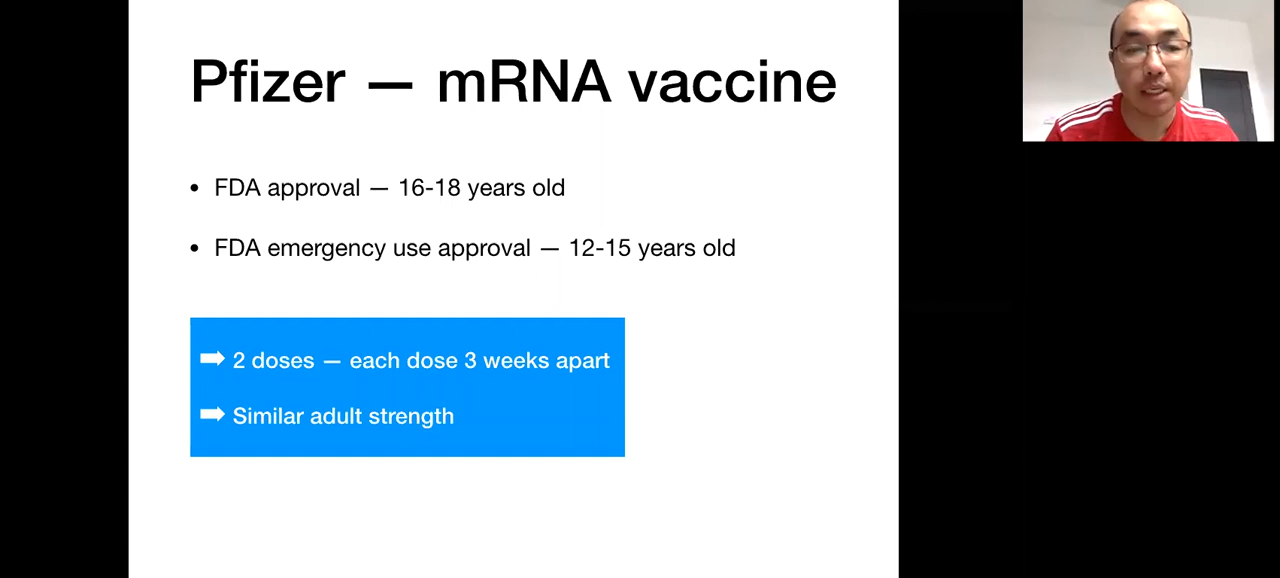 Pfizer — mRNA vaccine
• FDA approval — 16-18 years old
• FDA emergency use approval — 12-15 years old
➡ 2 doses — each dose 3 weeks apart
➡ Similar adult strength